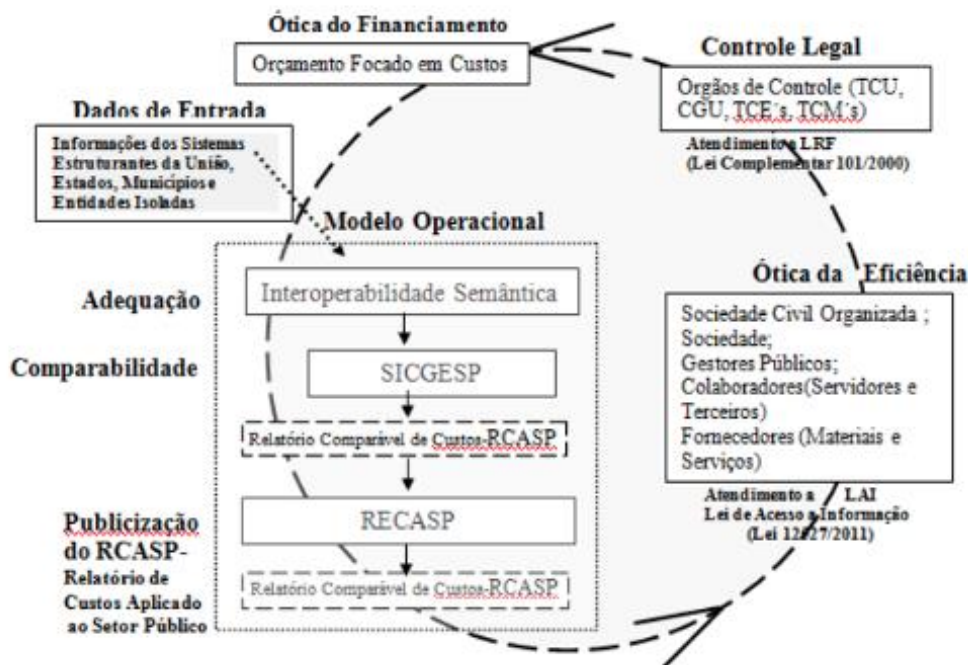 Ótica do Financiamento
Orçamento Focado em Custos
Controle Legal
Órgãos de Controle (TCU,
CGU, TCE´s, TCM´s)
Atendimento a LRF
(Lei Complementar 101/2000)
Dados de Entrada
Informações dos Sistemas
Estruturantes da União,
Estados, Municípios e
Entidades Isoladas
Modelo Operacional
Adequação
Interoperabilidade Semântica
Comparabilidade
SICGESP
Relatório Comparável de Custos-RCASP
Publicização
do RCASP-
Relatório de
Custos Aplicado
ao Setor Público
RECASP
Relatório Comparável de Custos-RCASP
Ótica da Eficiência
Sociedade Civil Organizada ;
Sociedade;
Gestores Públicos;
Colaboradores(Servidores e
Terceiros)
Fornecedores (Materiais e
Serviços)
Atendimento a LAI
Lei de Acesso a Informação
(Lei 12527/2011)